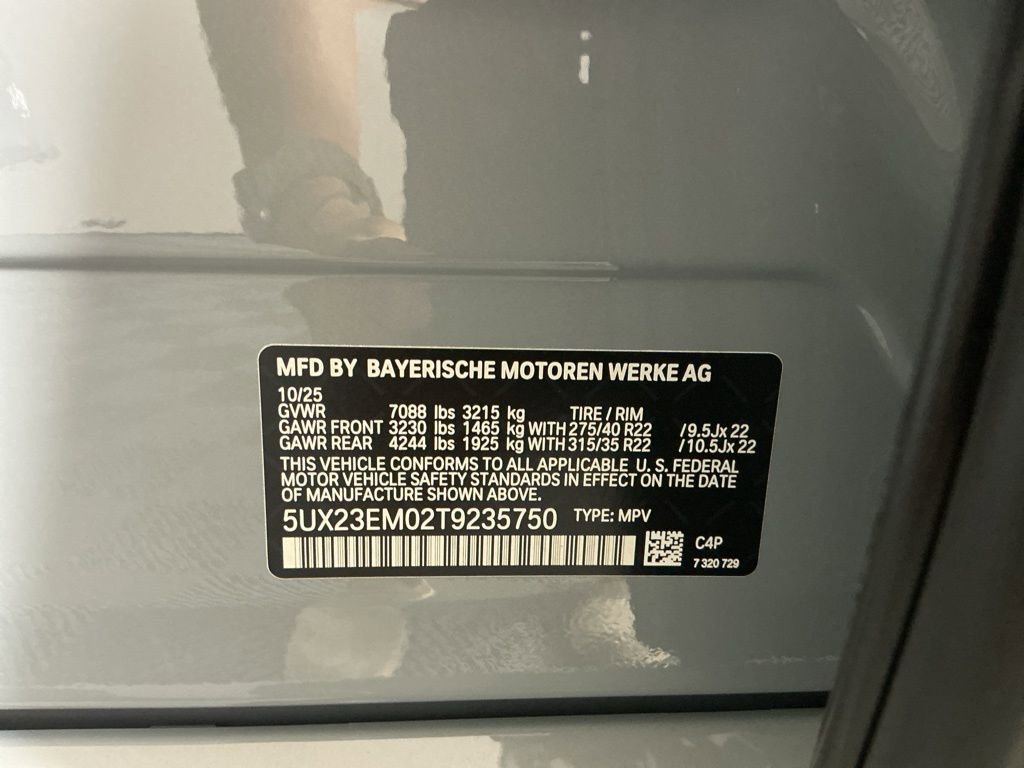 MFD BY BAYERISCHE MOTOREN WERKE AG
10/25
GVWR 7088 lbs 3215 kg TIRE / RIM
GAWR FRONT 3230 lbs 1465 kg WITH 275/40 R22 /9.5Jx 22
GAWR REAR 4244 lbs 1925 kg WITH 315/35 R22 /10.5Jx 22
THIS VEHICLE CONFORMS TO ALL APPLICABLE U. S. FEDERAL
MOTOR VEHICLE SAFETY STANDARDS IN EFFECT ON THE DATE
OF MANUFACTURE SHOWN ABOVE.
5UX23EM02T9235750 TYPE: MPV
C4P
7 320 729